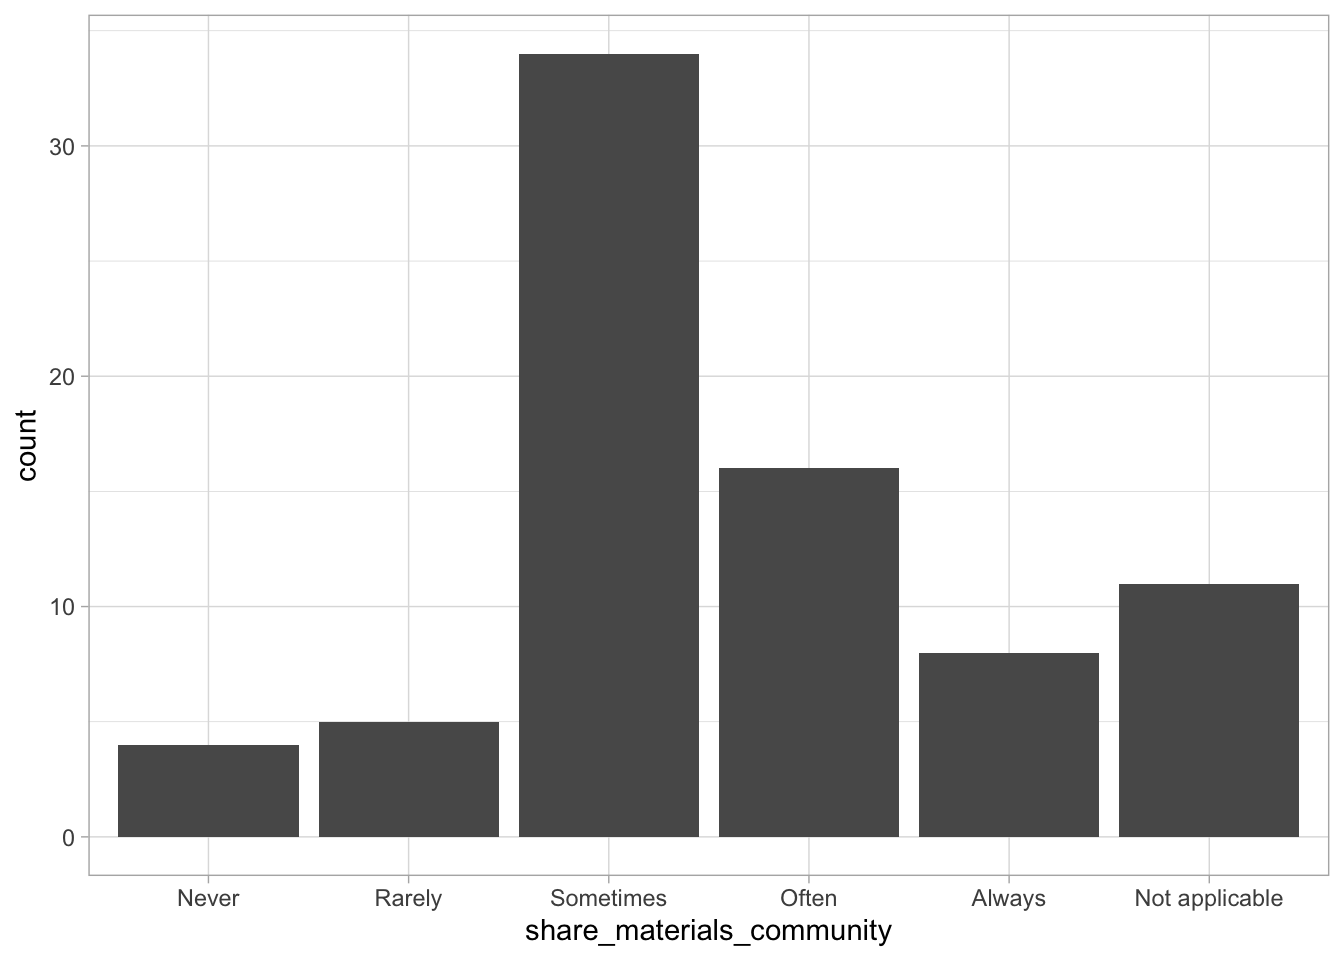 30
20
10
0
count
Never
Rarely
Sometimes
Often
Always
Not applicable
share_materials_community